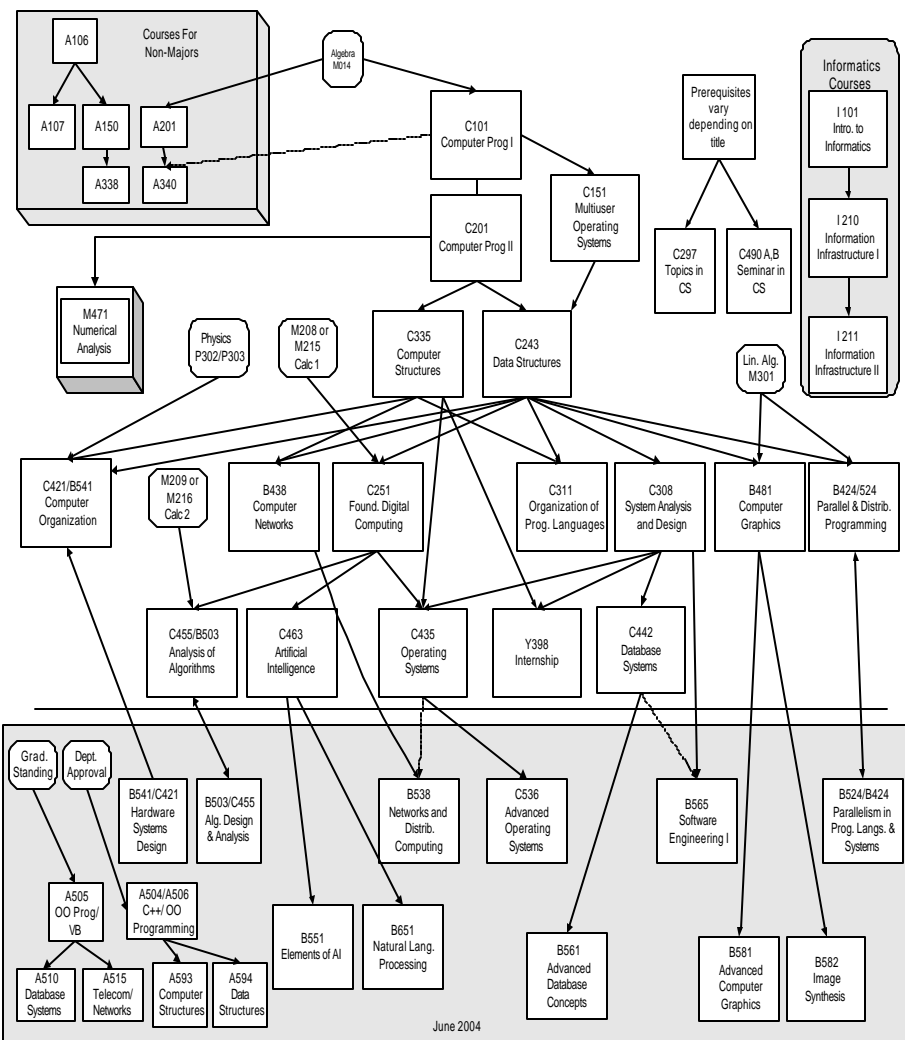 Courses For
Non-Majors
A106
A107
A150
A201
A338
A340
Algebra
M014
C101
Computer Prog I
C151
Multiuser
Operating
Systems
C201
Computer Prog II
Prerequisites
vary
depending on
title
C297
Topics in
CS
C490 A,B
Seminar in
CS
Informatics
Courses
I 101
Intro. to
Informatics
I 210
Information
Infrastructure I
I 211
Information
Infrastructure II
M471
Numerical
Analysis
Physics
P302/P303
M208 or
M215
Calc 1
C335
Computer
Structures
C243
Data Structures
Lin. Alg.
M301
C421/B541
Computer
Organization
M209 or
M216
Calc 2
B438
Computer
Networks
C251
Found. Digital
Computing
C311
Organization of
Prog. Languages
C308
System Analysis
and Design
B481
Computer
Graphics
B424/524
Parallel & Distrib.
Programming
C455/B503
Analysis of
Algorithms
C463
Artificial
Intelligence
C435
Operating
Systems
Y398
Internship
C442
Database
Systems
Grad.
Standing
Dept.
Approval
B541/C421
Hardware
Systems
Design
B503/C455
Alg. Design
& Analysis
B538
Networks and
Distrib.
Computing
C536
Advanced
Operating
Systems
B565
Software
Engineering I
B524/B424
Parallelism in
Prog. Langs. &
Systems
A505
OO Prog/
VB
A504/A506
C++/ OO
Programming
B551
Elements of AI
B651
Natural Lang.
Processing
B561
Advanced
Database
Concepts
B581
Advanced
Computer
Graphics
B582
Image
Synthesis
A510
Database
Systems
A515
Telecom/
Networks
A593
Computer
Structures
A594
Data
Structures
June 2004